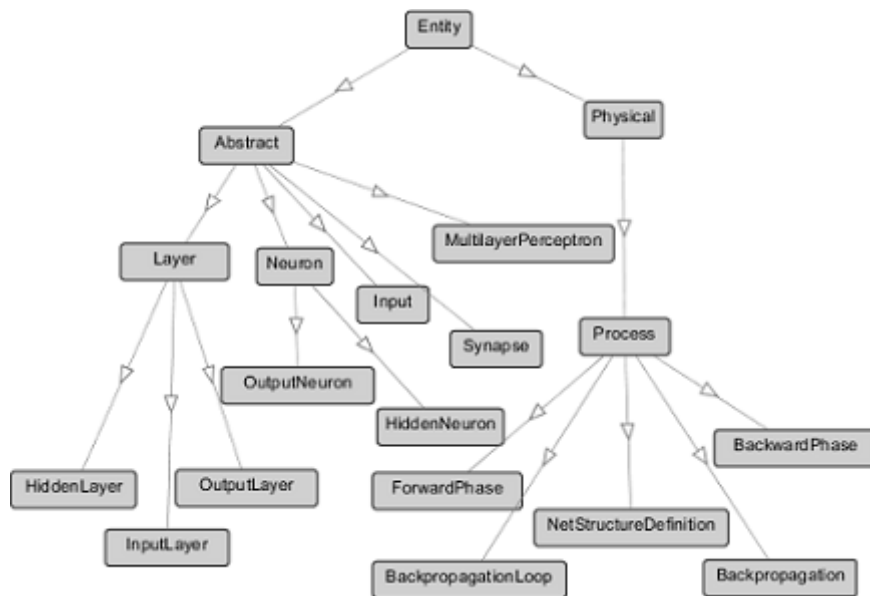 Entity
Physical
Abstract
MultilayerPerceptron
Layer
Neuron
Input
Process
Synapse
OutputNeuron
HiddenNeuron
BackwardPhase
HiddenLayer
OutputLayer
ForwardPhase
NetStructureDefinition
InputLayer
BackpropagationLoop
Backpropagation